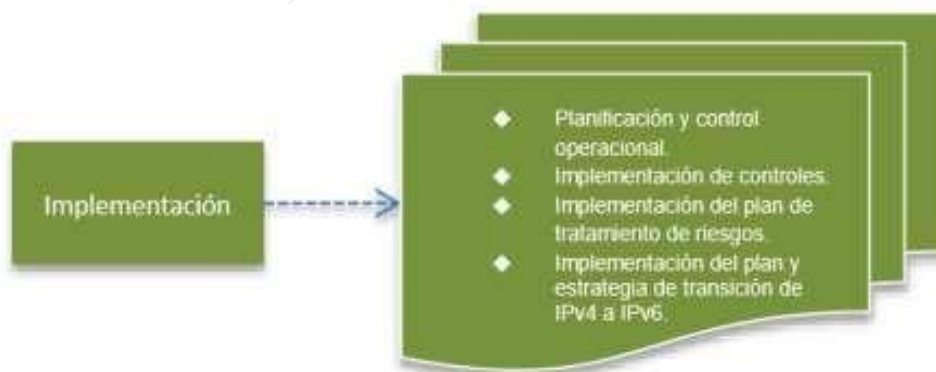 Implementación
◆ Planificación y control
operacional.
◆ Implementación de controles.
◆ Implementación del plan de
tratamiento de riesgos.
◆ Implementación del plan y
estrategia de transición de
IPv4 a IPv6.